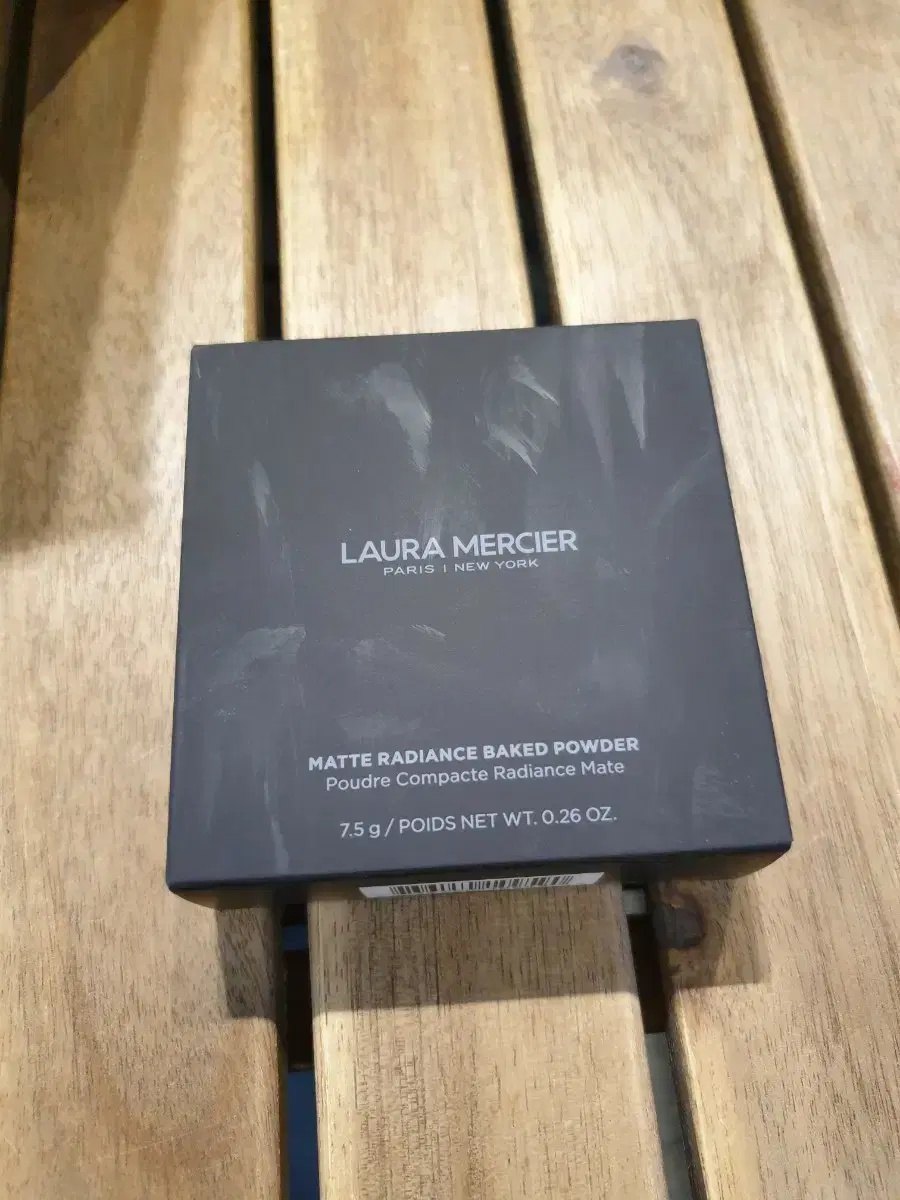 LAURA MERCIER
PARIS | NEW YORK
MATTE RADIANCE BAKED POWDER
Poudre Compacte Radiance Mate
7.5 g / POIDS NET WT. 0.26 OZ.